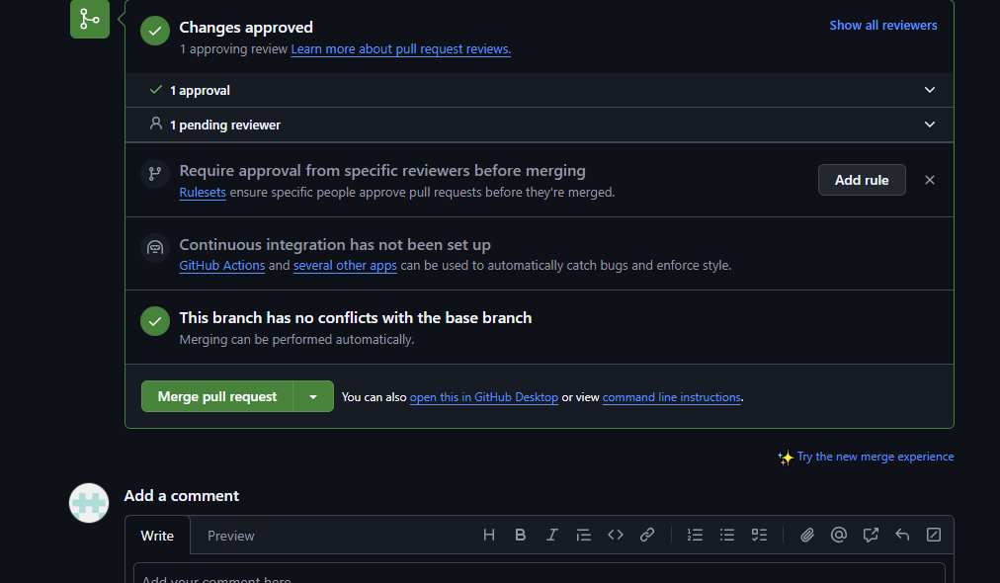 Changes approved
Show all reviewers
1 approving review Learn more about pull request reviews.
1 approval
1 pending reviewer
Require approval from specific reviewers before merging
Rulesets ensure specific people approve pull requests before they're merged.
Add rule
Continuous integration has not been set up
GitHub Actions and several other apps can be used to automatically catch bugs and enforce style.
This branch has no conflicts with the base branch
Merging can be performed automatically.
Merge pull request
You can also open this in GitHub Desktop or view command line instructions.
Try the new merge experience
Add a comment
Write
Preview
Add your comment here